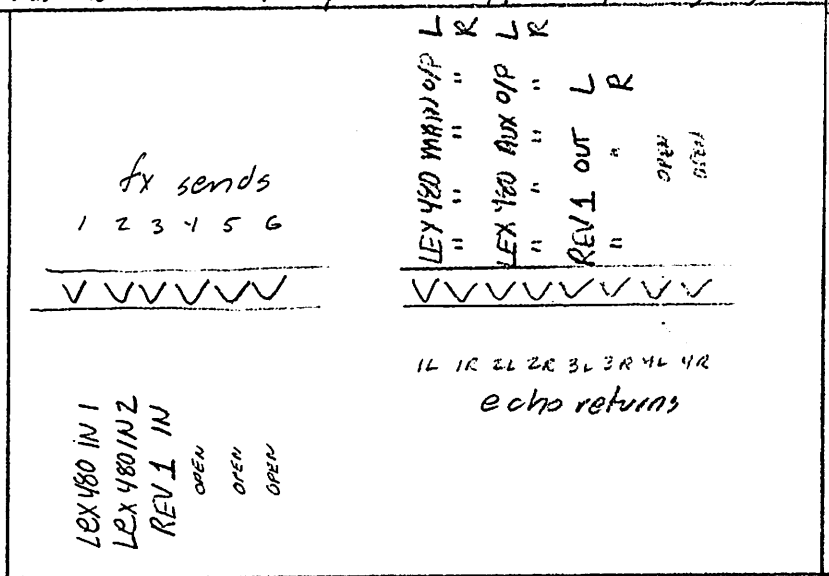 fx sends
1 2 3 4 5 6
V V V V V V
LEX 480 IN 1
LEX 480 IN 2
REV 1 IN
OPEN
OPEN
OPEN
LEX 480 MAIN O/P L
" " " " R
LEX 480 AUX O/P L
" " " " R
REV 1 OUT L
" " R
OPEN
OPEN
V V V V V V V V
1L 1R 2L 2R 3L 3R 4L 4R
echo returns